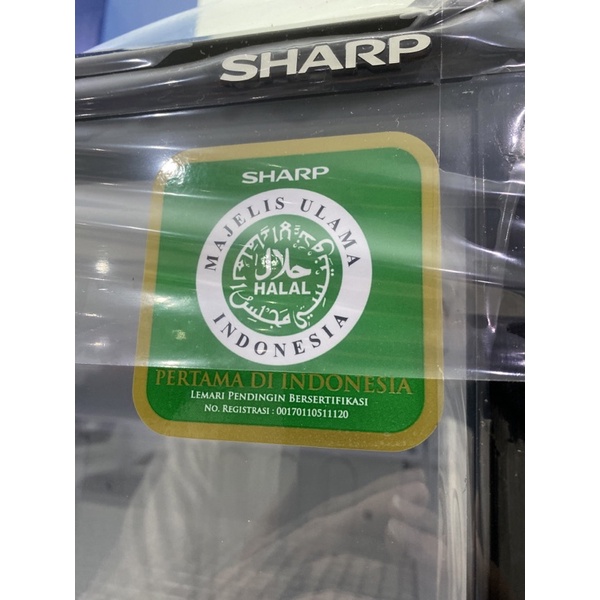 SHARP
SHARP
MAJELIS ULAMA
حلال
HALAL
INDONESIA
PERTAMA DI INDONESIA
LEMARI PENDINGIN BERSERTIFIKASI
NO. REGISTRASI : 00170110511120